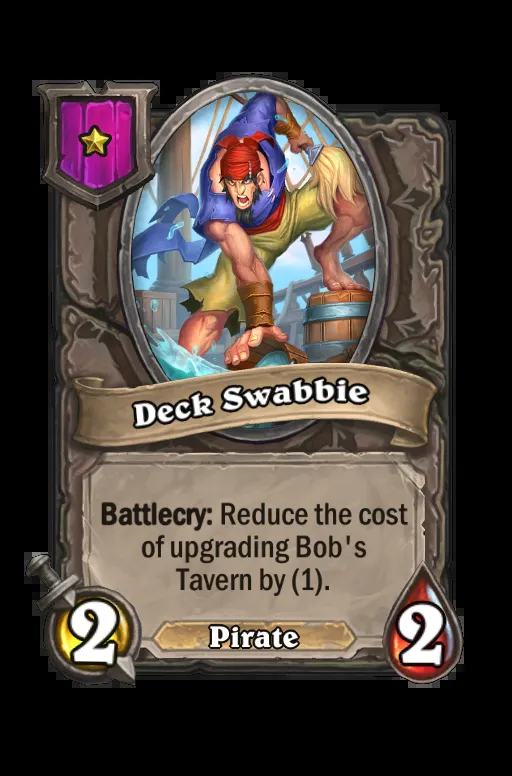 Deck Swabbie
Battlecry: Reduce the cost
of upgrading Bob's
Tavern by (1).
2
Pirate
2